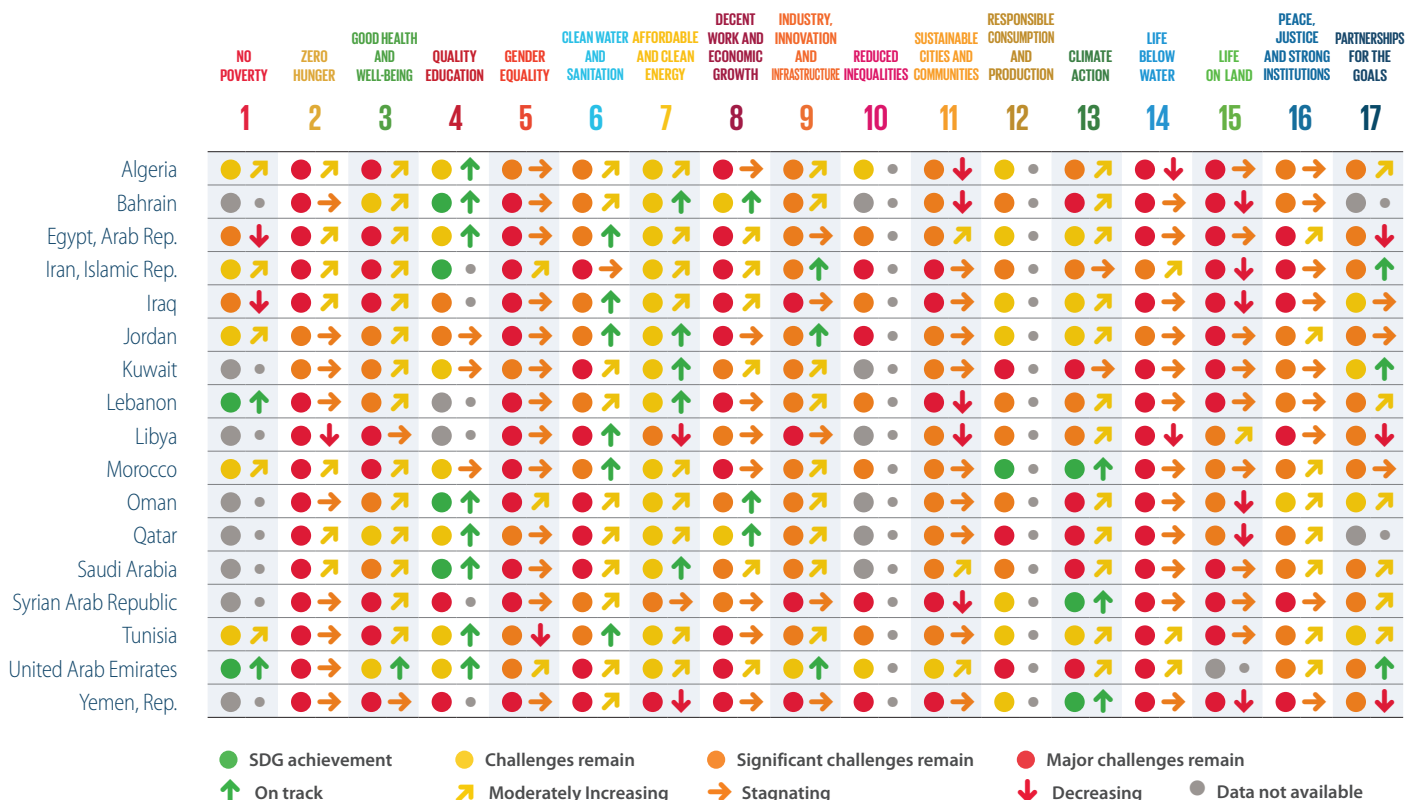 NO
POVERTY
ZERO
HUNGER
GOOD HEALTH
AND
WELL-BEING
QUALITY
EDUCATION
GENDER
EQUALITY
CLEAN WATER
AND
SANITATION
AFFORDABLE
AND CLEAN
ENERGY
DECENT
WORK AND
ECONOMIC
GROWTH
INDUSTRY,
INNOVATION
AND
INFRASTRUCTURE
REDUCED
INEQUALITIES
SUSTAINABLE
CITIES AND
COMMUNITIES
RESPONSIBLE
CONSUMPTION
AND
PRODUCTION
CLIMATE
ACTION
LIFE
BELOW
WATER
LIFE
ON LAND
PEACE,
JUSTICE
AND STRONG
INSTITUTIONS
PARTNERSHIPS
FOR THE
GOALS
1 2 3 4 5 6 7 8 9 10 11 12 13 14 15 16 17
Algeria
Bahrain
Egypt, Arab Rep.
Iran, Islamic Rep.
Iraq
Jordan
Kuwait
Lebanon
Libya
Morocco
Oman
Qatar
Saudi Arabia
Syrian Arab Republic
Tunisia
United Arab Emirates
Yemen, Rep.
SDG achievement Challenges remain Significant challenges remain Major challenges remain
On track Moderately Increasing Stagnating Decreasing Data not available